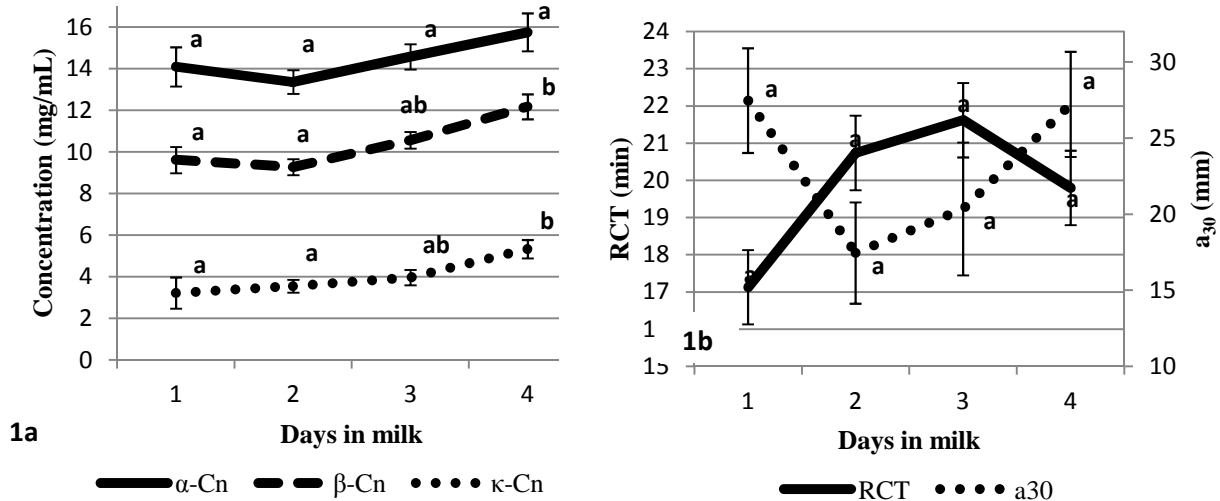 16
14
12
10
8
6
4
2
0
Concentration (mg/mL)
a a a a
a a ab b
a a ab b
1 2 3 4
Days in milk
1a
α-Cn β-Cn κ-Cn
24
23
22
21
20
19
18
17
1
15
RCT (min)
a a a a
a a a a
30
25
20
15
10
a30 (mm)
1b
1 2 3 4
Days in milk
RCT a30